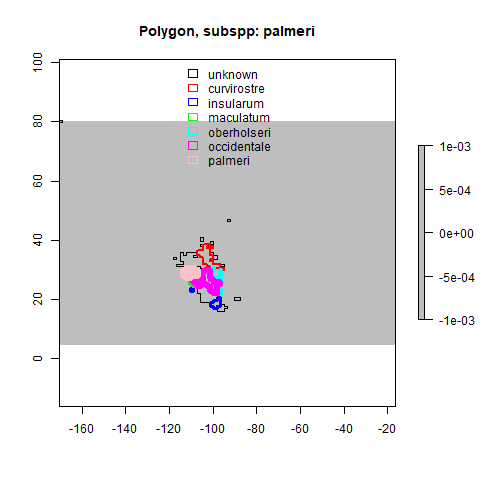 Polygon, subspp: palmeri
unknown
curvirostre
insularum
maculatum
oberholseri
occidentale
palmeri
100
80
60
40
20
0
-160
-140
-120
-100
-80
-60
-40
-20
1e-03
5e-04
0e+00
-5e-04
-1e-03